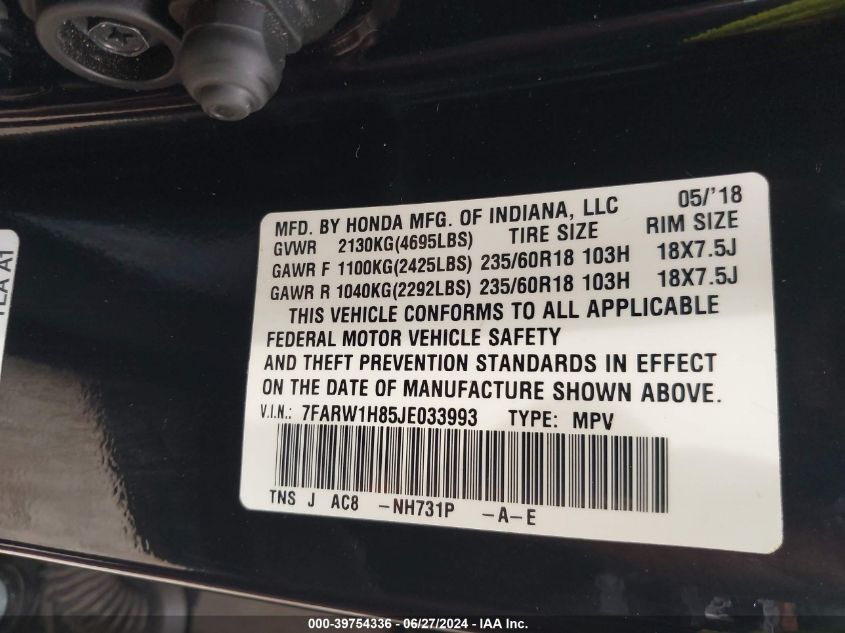 05/'18
MFD. BY HONDA MFG. OF INDIANA, LLC
GVWR 2130KG(4695LBS) TIRE SIZE RIM SIZE
GAWR F 1100KG(2425LBS) 235/60R18 103H 18X7.5J
GAWR R 1040KG(2292LBS) 235/60R18 103H 18X7.5J
THIS VEHICLE CONFORMS TO ALL APPLICABLE
FEDERAL MOTOR VEHICLE SAFETY
AND THEFT PREVENTION STANDARDS IN EFFECT
ON THE DATE OF MANUFACTURE SHOWN ABOVE.
V.I.N.: 7FARW1H85JE033993 TYPE: MPV
TNS J AC8 -NH731P -A-E
TLA A1
000-39754336 - 06/27/2024 - IAA Inc.